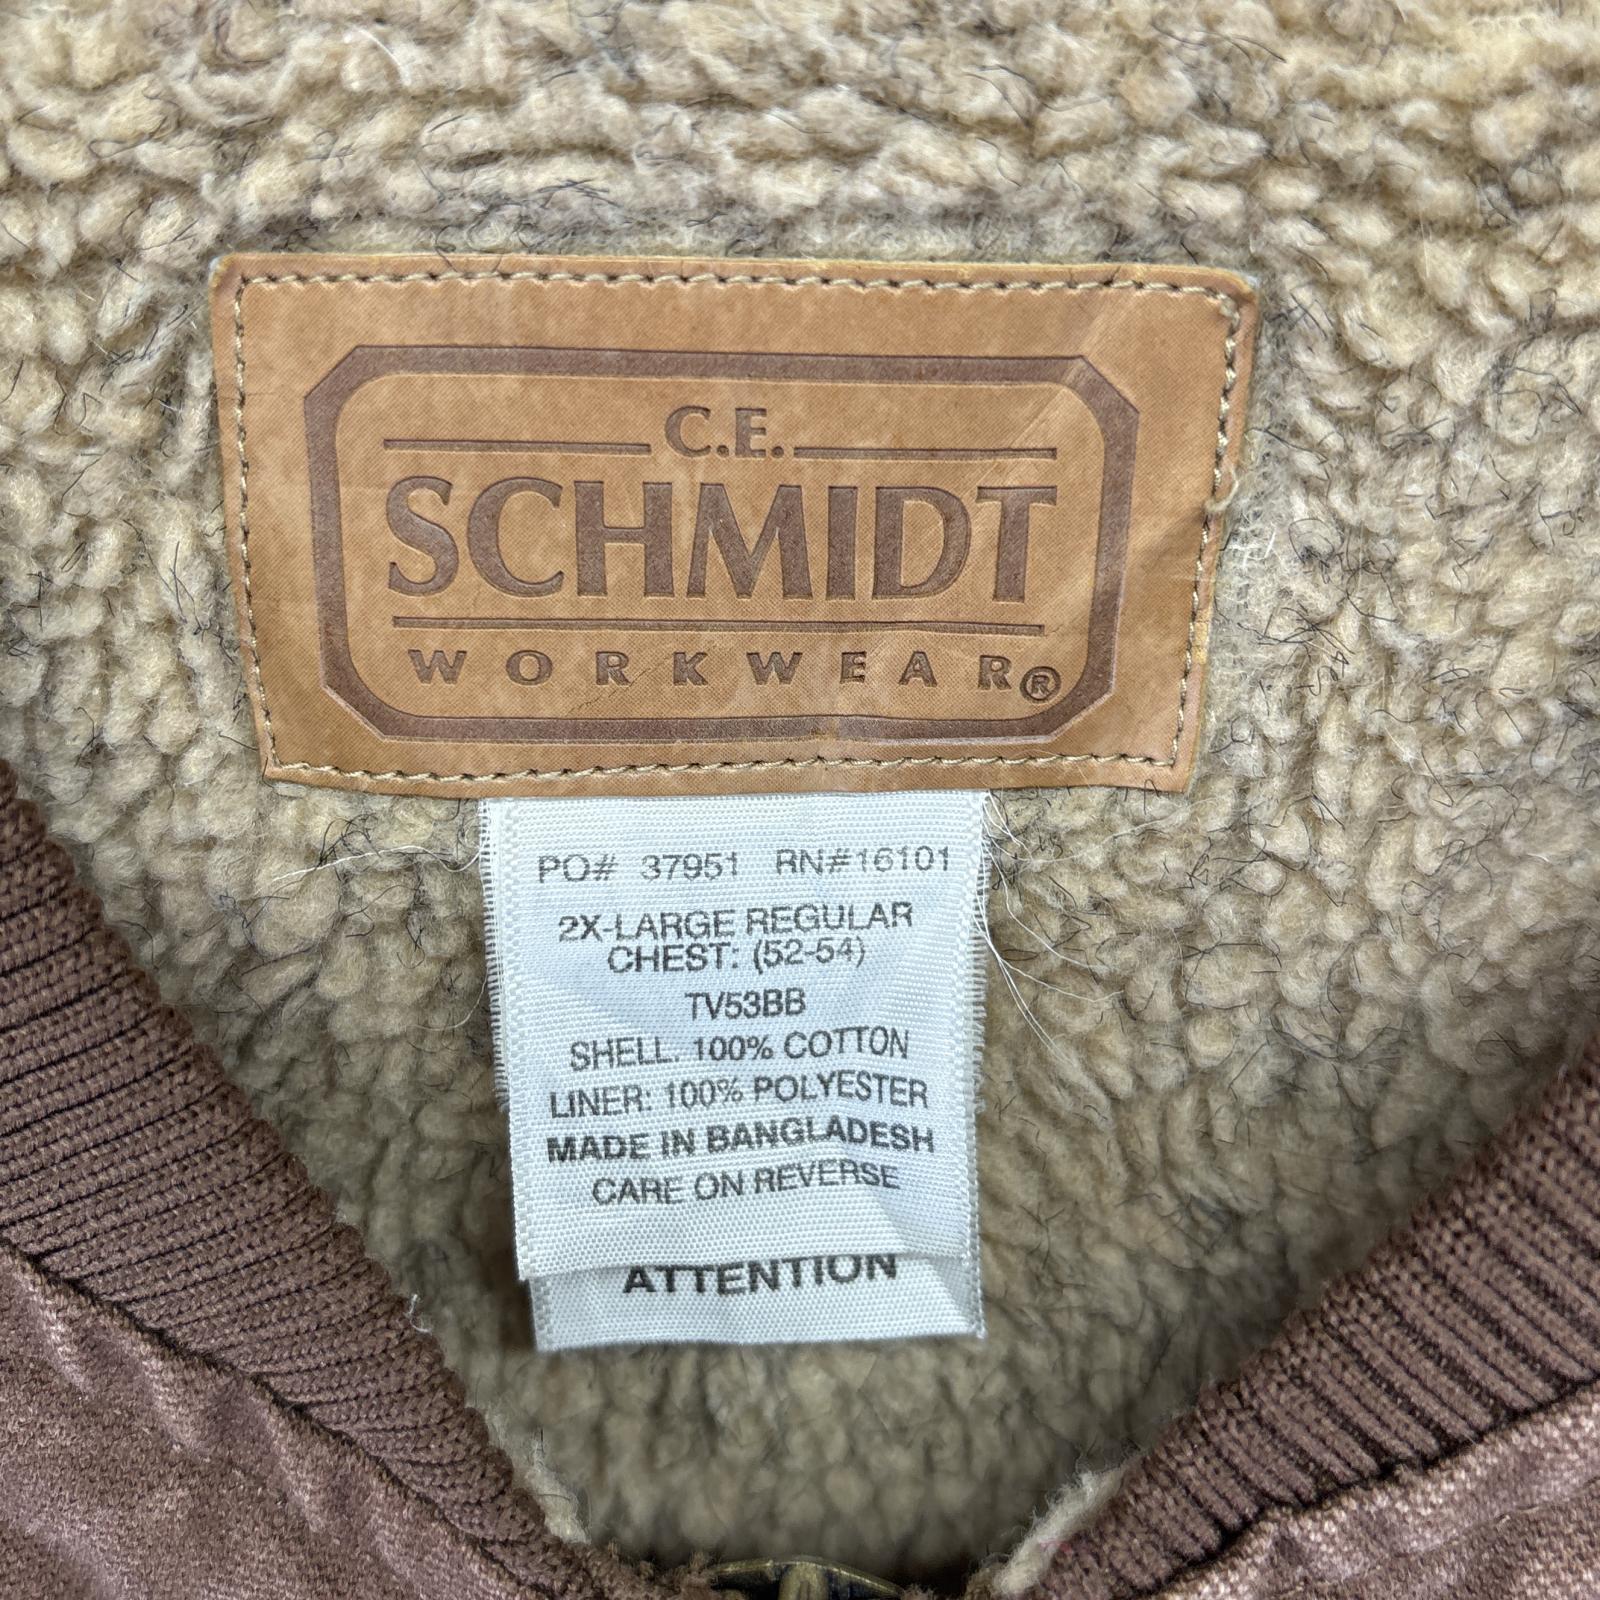 C.E.
SCHMIDT
WORKWEAR®
PO# 37951 RN#16101
2X-LARGE REGULAR
CHEST: (52-54)
TV53BB
SHELL. 100% COTTON
LINER: 100% POLYESTER
MADE IN BANGLADESH
CARE ON REVERSE
ATTENTION